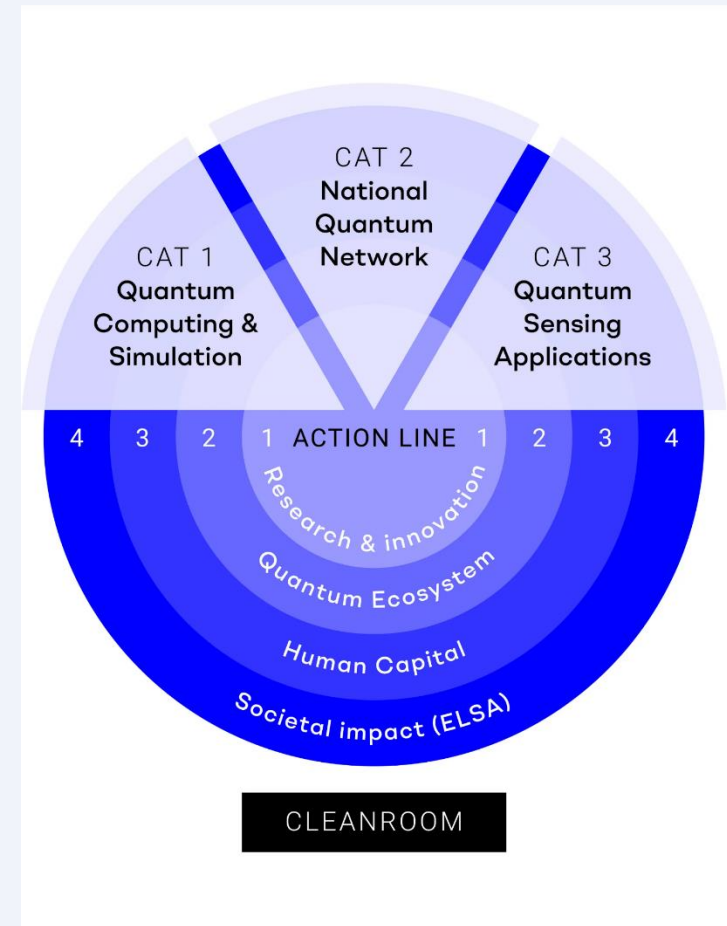 CAT 2
National
Quantum
Network
CAT 1
Quantum
Computing &
Simulation
CAT 3
Quantum
Sensing
Applications
4 3 2 1 ACTION LINE 1 2 3 4
Research & innovation
Quantum Ecosystem
Human Capital
Societal impact (ELSA)
CLEANROOM